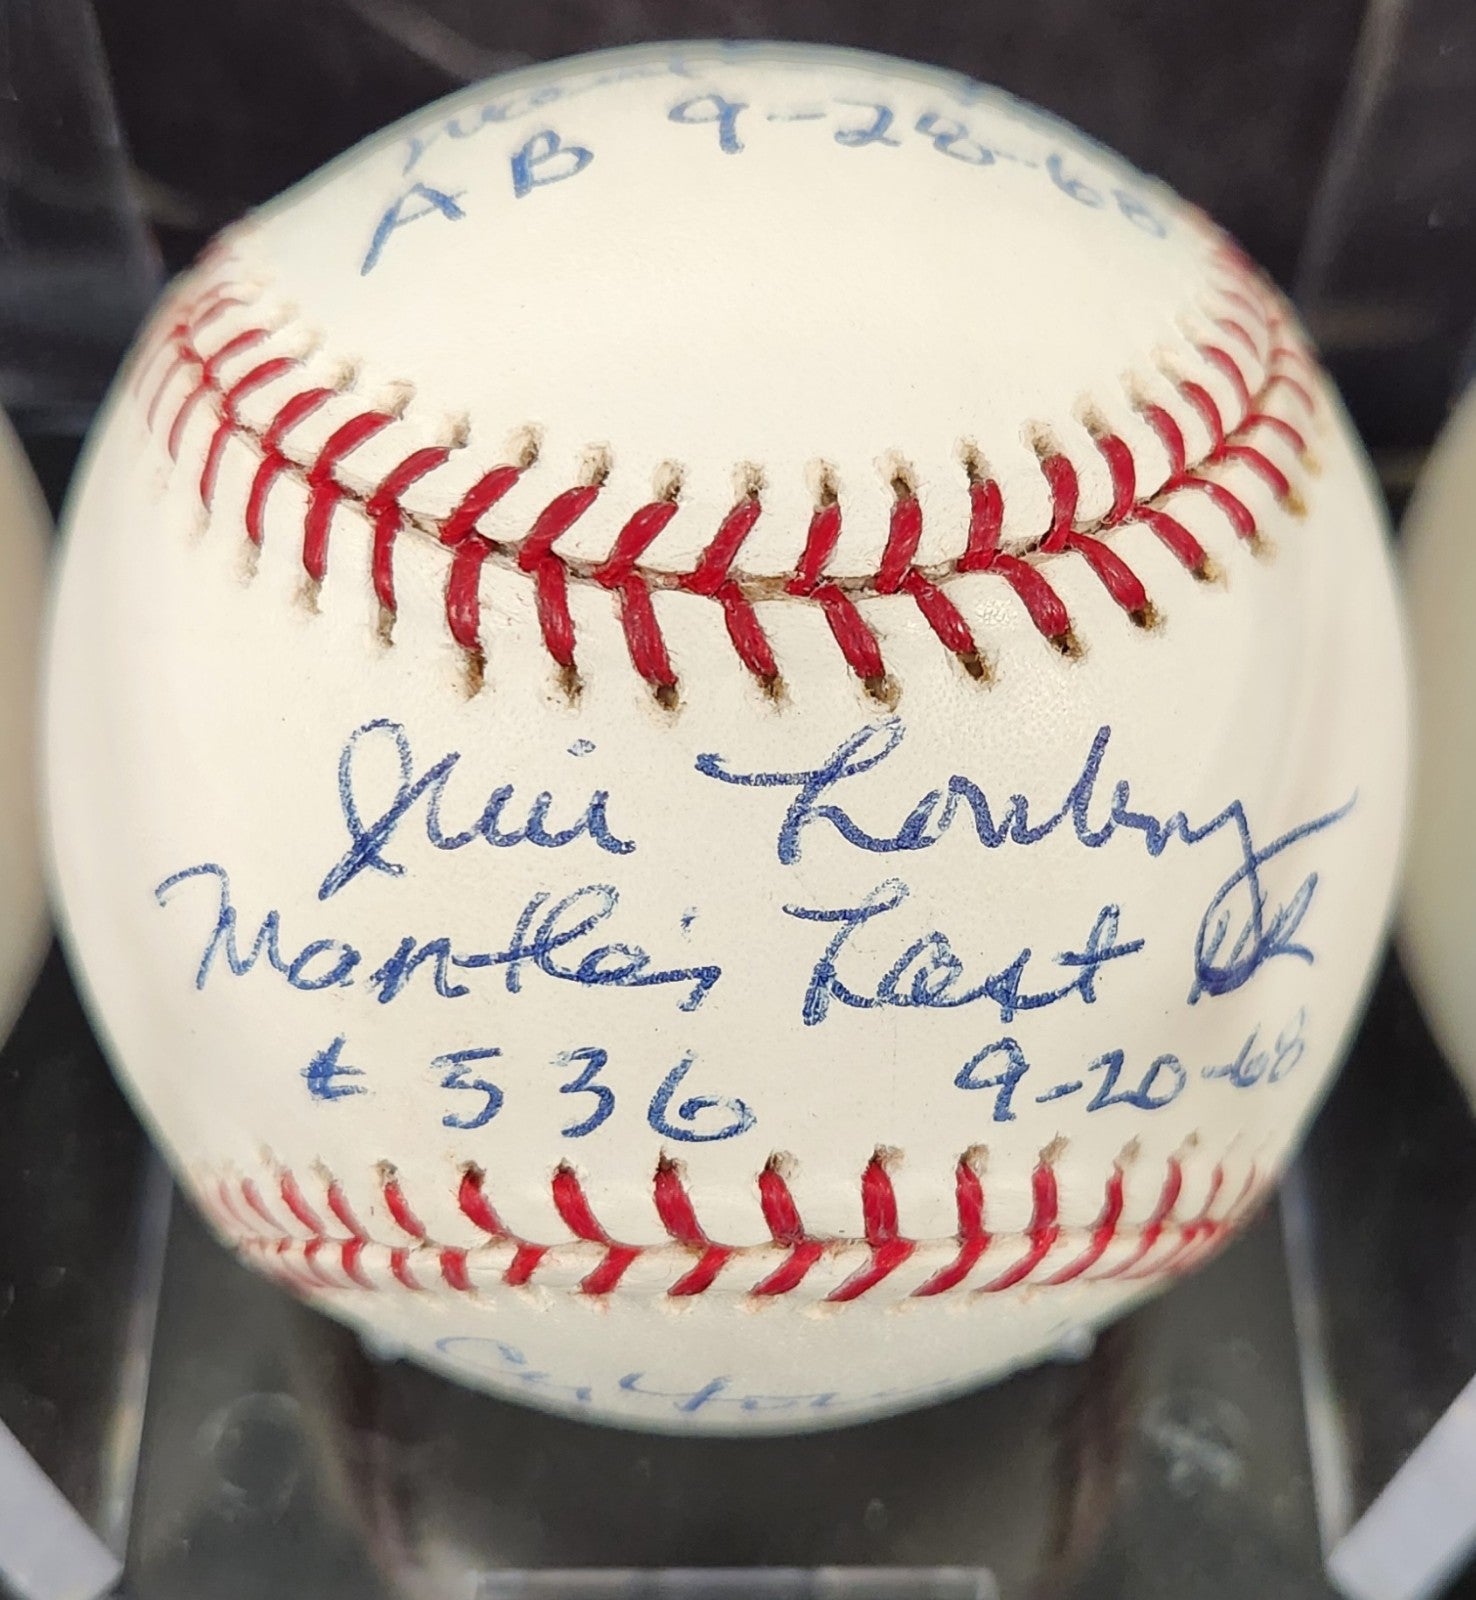 AB 9-28-68
Jim Lonborg
Mantle's Last HR
# 536 9-20-68